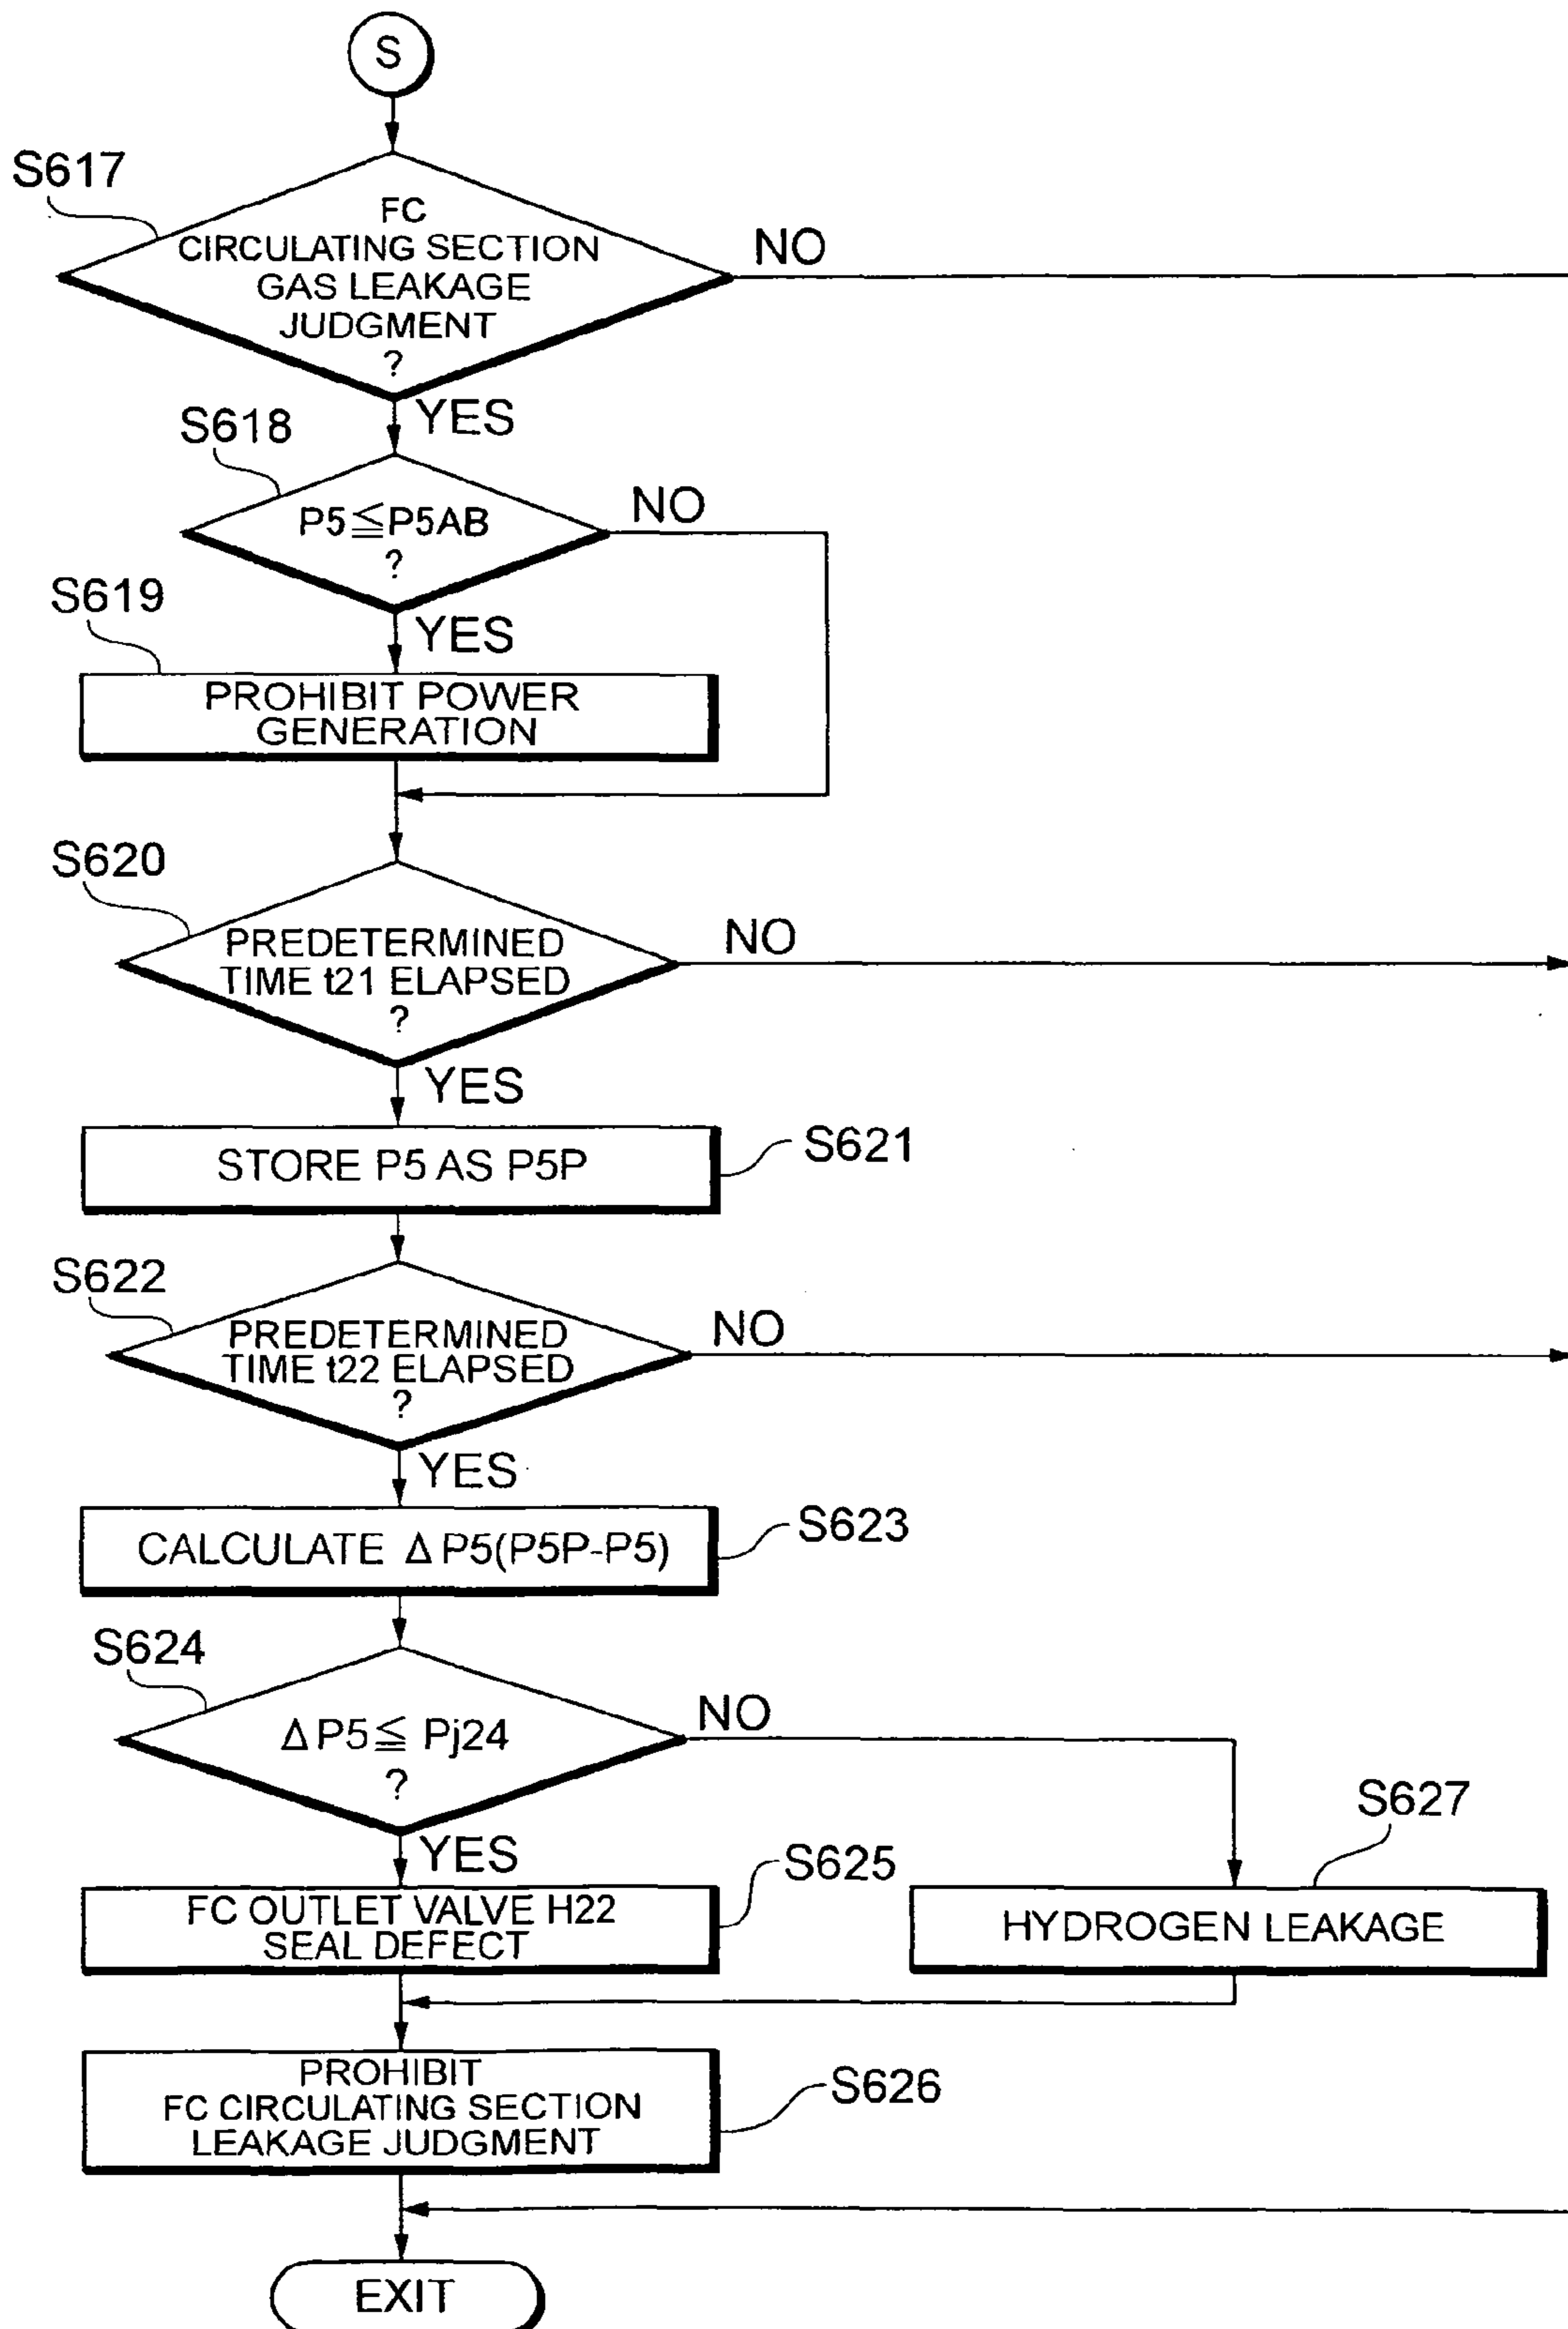 S
S617
FC
CIRCULATING SECTION
GAS LEAKAGE
JUDGMENT
?
NO
YES
S618
P5≦P5AB
?
NO
YES
S619
PROHIBIT POWER
GENERATION
S620
PREDETERMINED
TIME t21 ELAPSED
?
NO
YES
STORE P5 AS P5P
S621
S622
PREDETERMINED
TIME t22 ELAPSED
?
NO
YES
CALCULATE Δ P5(P5P-P5)
S623
S624
Δ P5≦ Pj24
?
NO
YES
S627
HYDROGEN LEAKAGE
S625
FC OUTLET VALVE H22
SEAL DEFECT
PROHIBIT
FC CIRCULATING SECTION
LEAKAGE JUDGMENT
S626
EXIT